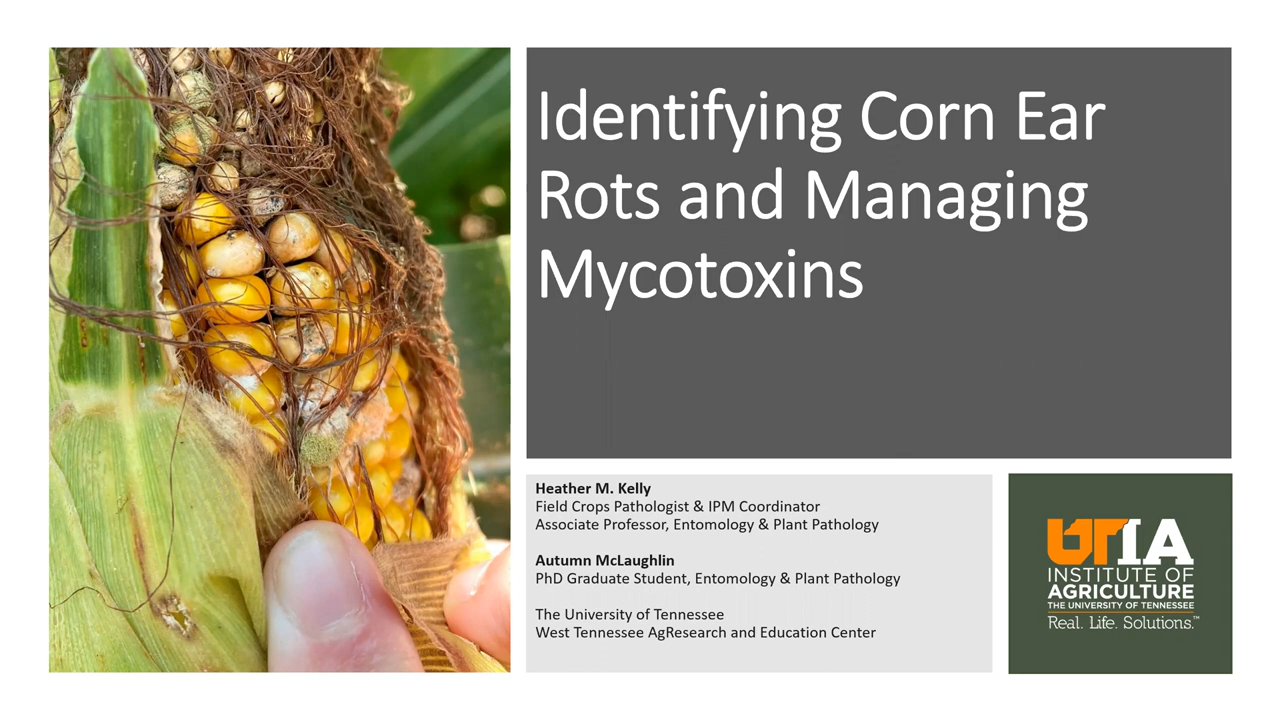 Identifying Corn Ear
Rots and Managing
Mycotoxins
Heather M. Kelly
Field Crops Pathologist & IPM Coordinator
Associate Professor, Entomology & Plant Pathology
Autumn McLaughlin
PhD Graduate Student, Entomology & Plant Pathology
The University of Tennessee
West Tennessee AgResearch and Education Center
UTIA
INSTITUTE OF
AGRICULTURE
THE UNIVERSITY OF TENNESSEE
Real. Life. Solutions.™